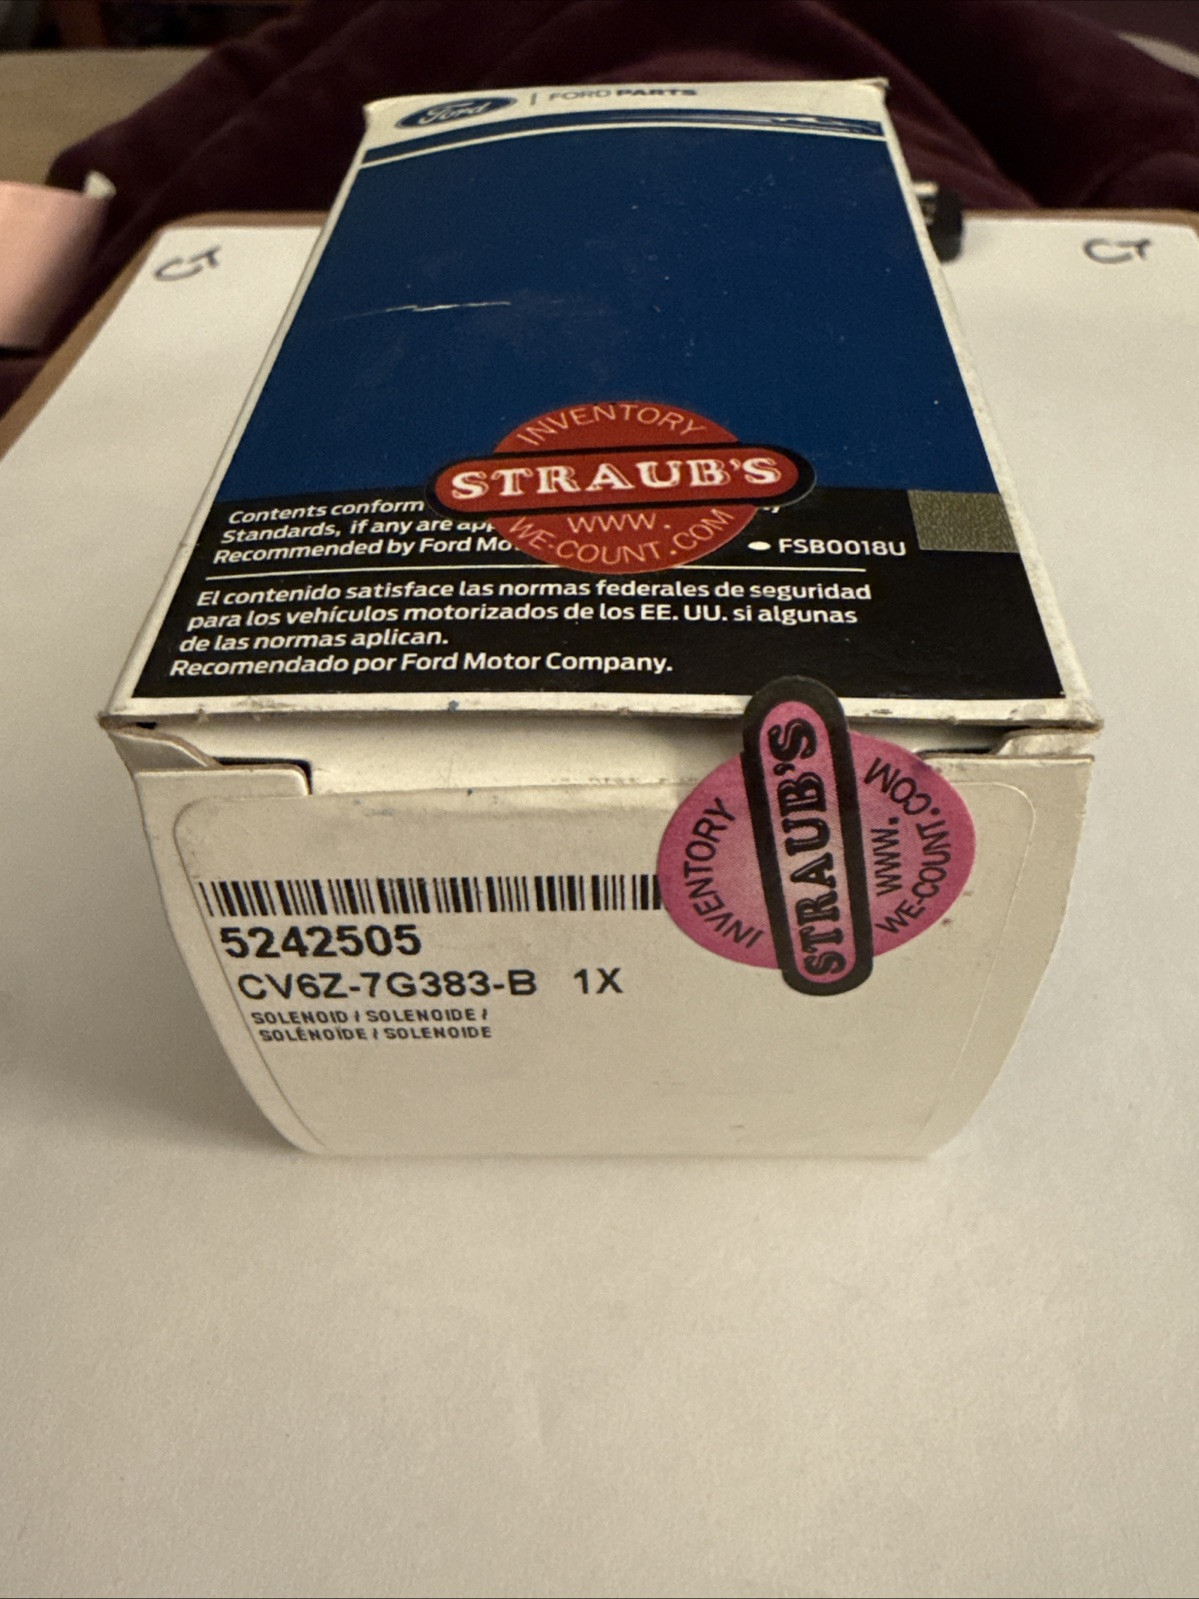 Ford | FORD PARTS
CT
CT
INVENTORY
STRAUB'S
WWW.
WE-COUNT.COM
Contents conform
Standards, if any are
Recommended by Ford
FSB0018U
El contenido satisface las normas federales de seguridad
para los vehículos motorizados de los EE. UU. si algunas
de las normas aplican.
Recomendado por Ford Motor Company.
INVENTORY
STRAUB'S
WWW.
WE-COUNT.COM
5242505
CV6Z-7G383-B 1X
SOLENOID / SOLENOIDE /
SOLÉNOÏDE / SOLENOIDE